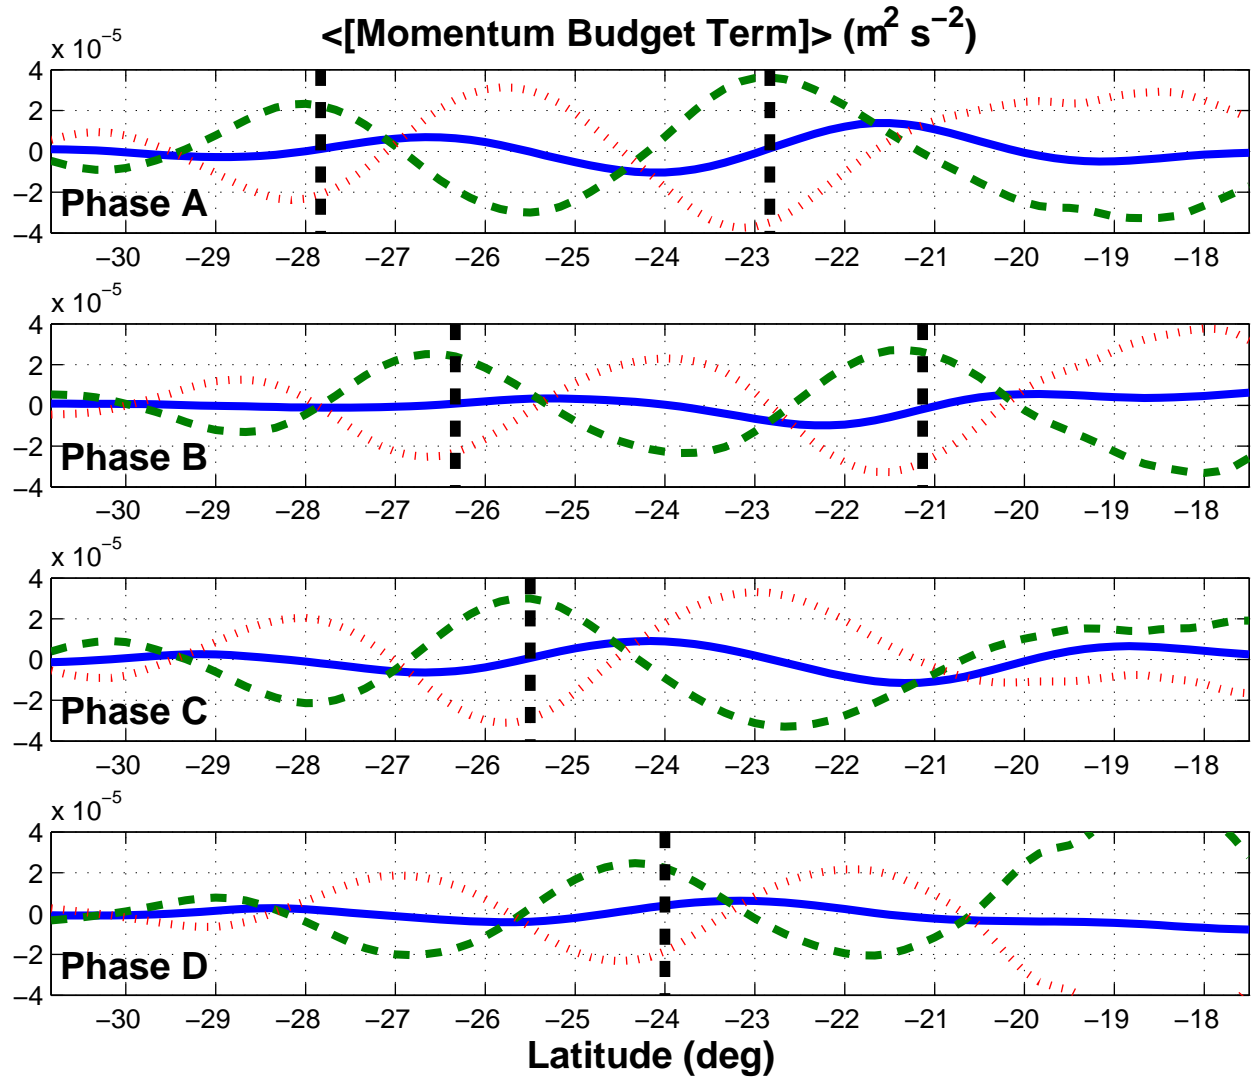 <[Momentum Budget Term]> (m² s⁻²)
x 10⁻⁵
4
2
0
−2
−4
Phase A
−30 −29 −28 −27 −26 −25 −24 −23 −22 −21 −20 −19 −18
x 10⁻⁵
4
2
0
−2
−4
Phase B
−30 −29 −28 −27 −26 −25 −24 −23 −22 −21 −20 −19 −18
x 10⁻⁵
4
2
0
−2
−4
Phase C
−30 −29 −28 −27 −26 −25 −24 −23 −22 −21 −20 −19 −18
x 10⁻⁵
4
2
0
−2
−4
Phase D
−30 −29 −28 −27 −26 −25 −24 −23 −22 −21 −20 −19 −18
Latitude (deg)